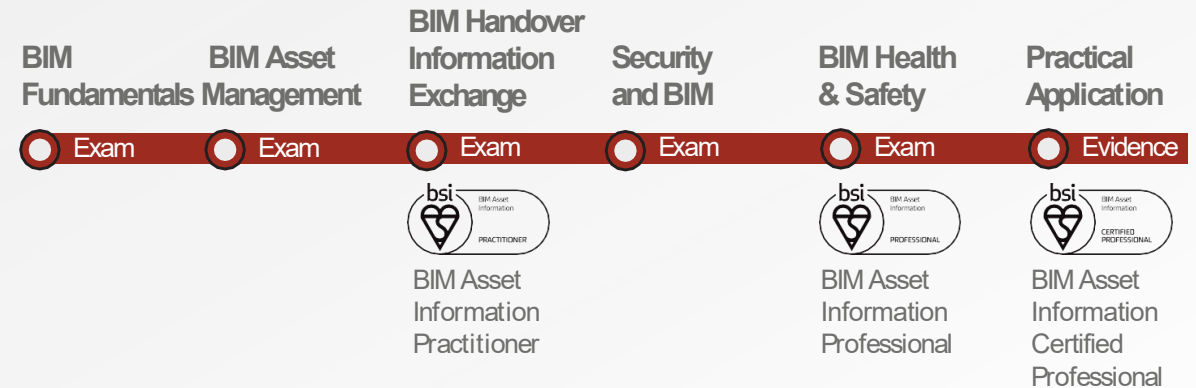 BIM
Fundamentals
BIM Asset
Management
BIM Handover
Information
Exchange
Security
and BIM
BIM Health
& Safety
Practical
Application
Exam
Exam
Exam
Exam
Exam
Evidence
bsi
BIM Asset
Information
PRACTITIONER
BIM Asset
Information
Practitioner
bsi
BIM Asset
Information
PROFESSIONAL
BIM Asset
Information
Professional
bsi
BIM Asset
Information
CERTIFIED
PROFESSIONAL
BIM Asset
Information
Certified
Professional